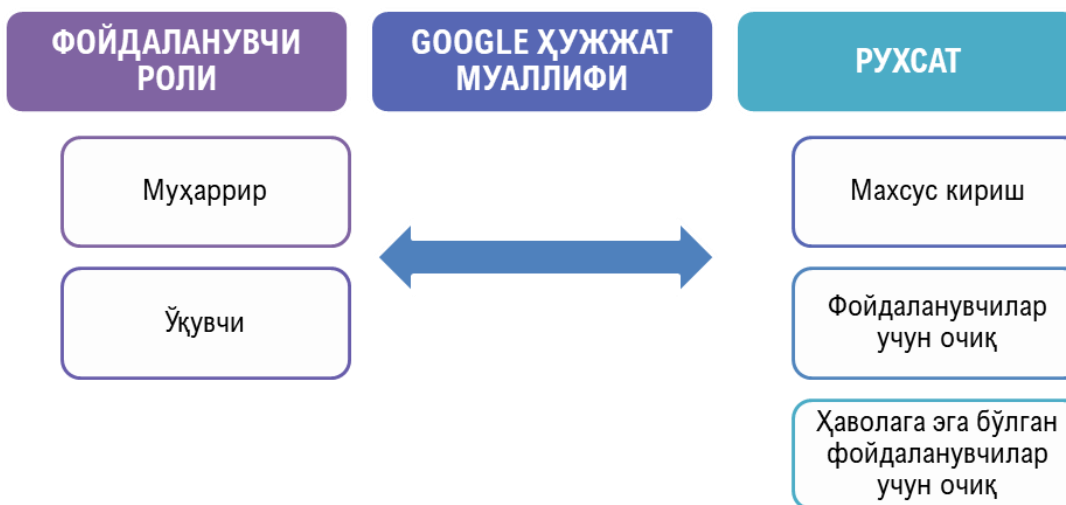 ФОЙДАЛАНУВЧИ
РОЛИ
GOOGLE ҲУЖЖАТ
МУАЛЛИФИ
РУХСАТ
Муҳаррир
Ўқувчи
Махсус кириш
Фойдаланувчилар
учун очиқ
Ҳаволага эга бўлган
фойдаланувчилар
учун очиқ